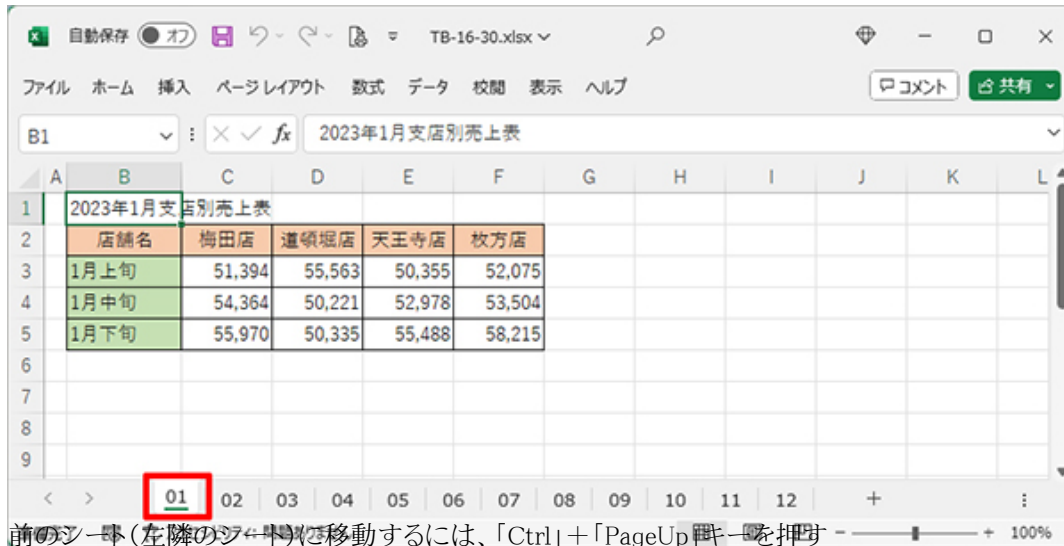 自動保存 オフ TB-16-30.xlsx
ファイル ホーム 挿入 ページ レイアウト 数式 データ 校閲 表示 ヘルプ コメント 共有
B1 fx 2023年1月支店別売上表
A B C D E F G H I J K L
1 2023年1月支店別売上表
2 店舗名 梅田店 道頓堀店 天王寺店 枚方店
3 1月上旬 51,394 55,563 50,355 52,075
4 1月中旬 54,364 50,221 52,978 53,504
5 1月下旬 55,970 50,335 55,488 58,215
6
7
8
9
01 02 03 04 05 06 07 08 09 10 11 12 +
前のシート(左隣のシート)に移動するには、「Ctrl」+「PageUp」キーを押す
- + 100%